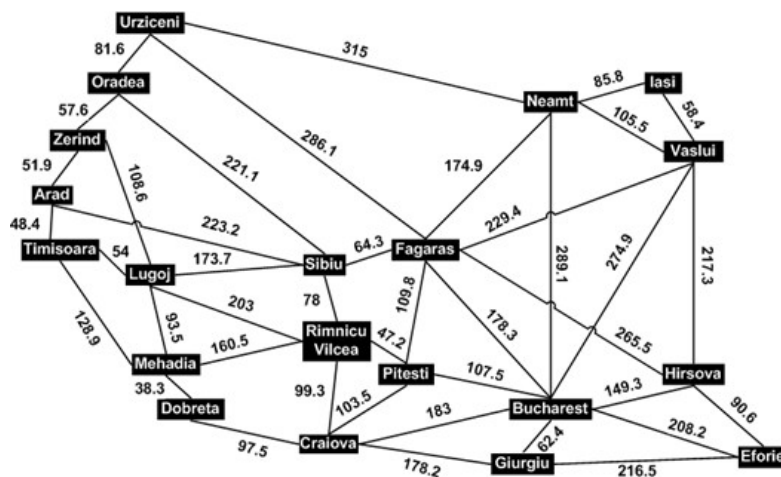 Urziceni
81.6
315
Oradea
85.8
Iasi
Neamt
57.6
105.5
58.4
Zerind
286.1
Vaslui
51.9
108.6
221.1
174.9
Arad
48.4
223.2
229.4
Timisoara
54
64.3
Fagaras
289.1
274.9
217.3
Lugoj
173.7
Sibiu
78
109.8
203
128.9
93.5
178.3
265.5
Rimnicu
Vilcea
47.2
Mehadia
160.5
Pitesti
107.5
Hirsova
38.3
99.3
103.5
149.3
90.6
Dobreta
183
Bucharest
97.5
Craiova
62.4
208.2
178.2
Giurgiu
216.5
Eforie